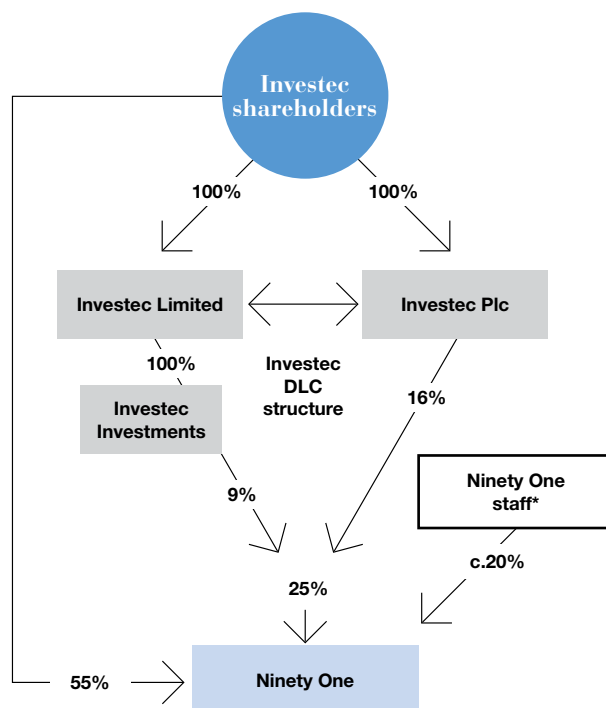 Investec
shareholders
100%
100%
Investec Limited
Investec Plc
100%
Investec
DLC
structure
Investec
Investments
16%
9%
Ninety One
staff*
c.20%
25%
55%
Ninety One